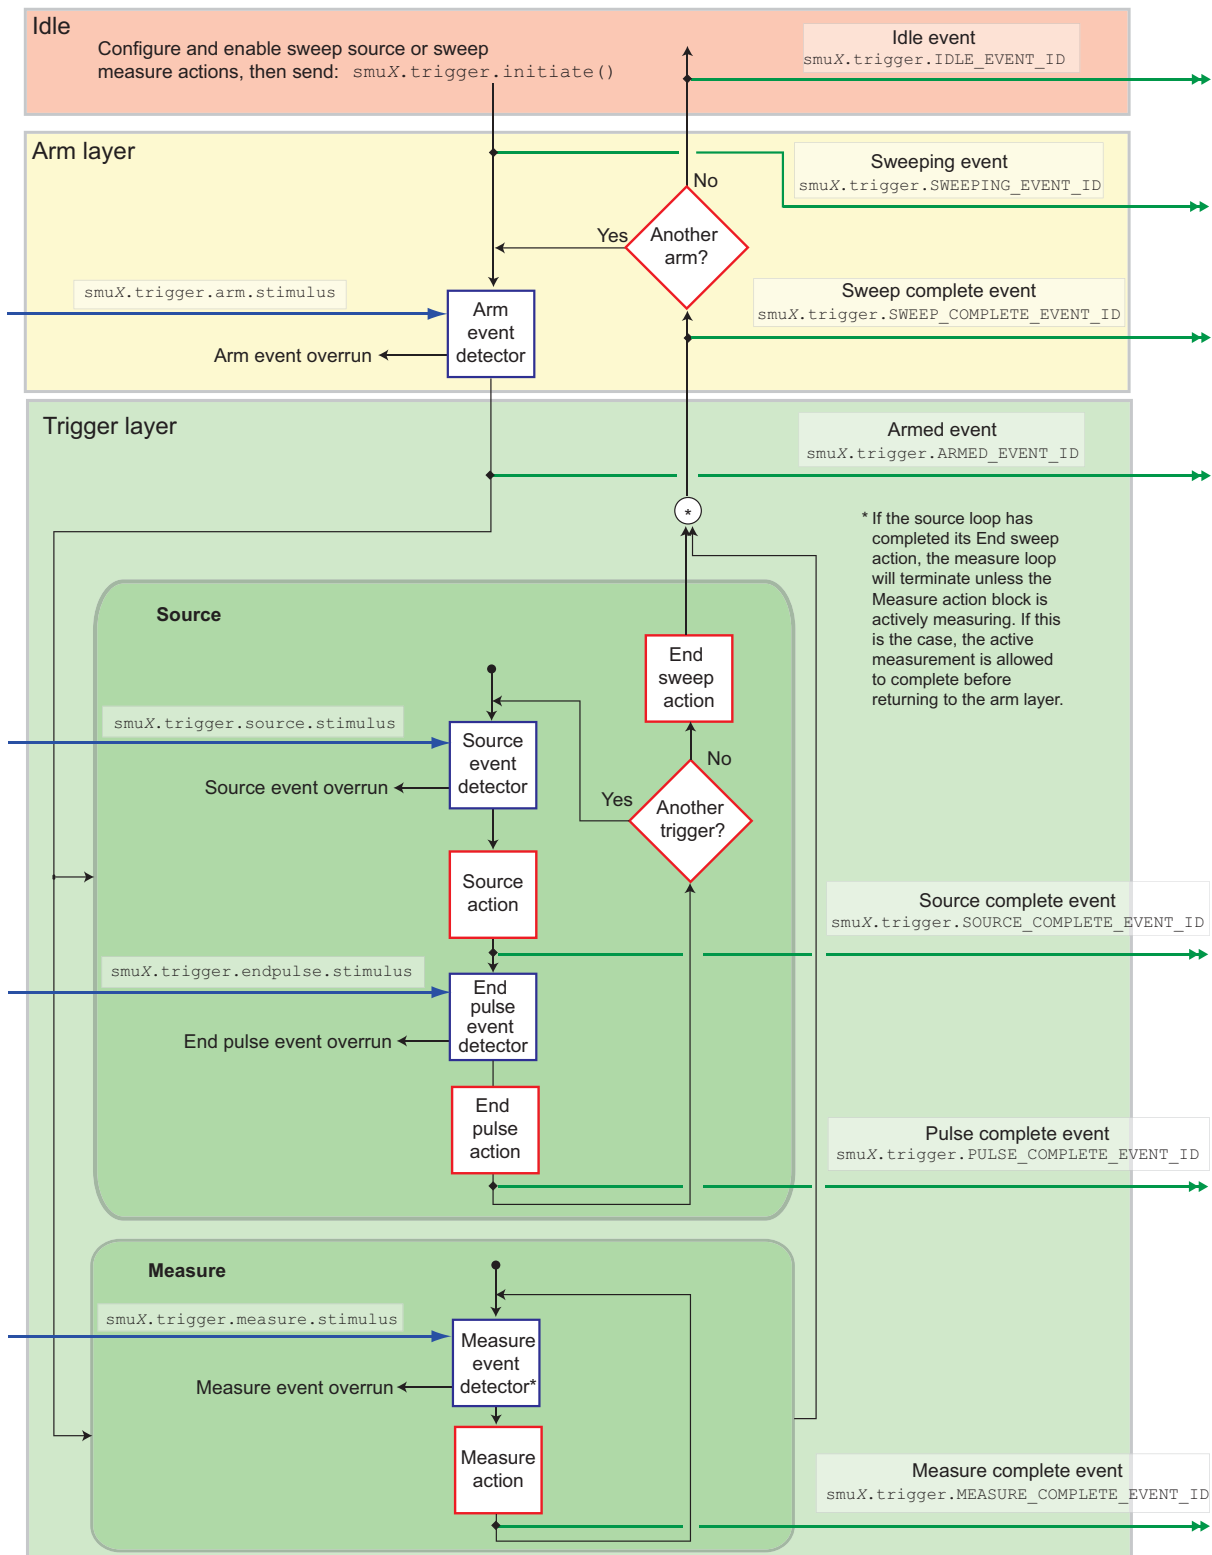 Idle
Configure and enable sweep source or sweep
measure actions, then send: smuX.trigger.initiate()
Idle event
smuX.trigger.IDLE_EVENT_ID
Arm layer
Sweeping event
smuX.trigger.SWEEPING_EVENT_ID
No
Yes
Another
arm?
smuX.trigger.arm.stimulus
Arm
event
detector
Arm event overrun
Sweep complete event
smuX.trigger.SWEEP_COMPLETE_EVENT_ID
Trigger layer
Armed event
smuX.trigger.ARMED_EVENT_ID
*
* If the source loop has
completed its End sweep
action, the measure loop
will terminate unless the
Measure action block is
actively measuring. If this
is the case, the active
measurement is allowed
to complete before
returning to the arm layer.
Source
End
sweep
action
smuX.trigger.source.stimulus
Source
event
detector
Source event overrun
No
Yes
Another
trigger?
Source
action
Source complete event
smuX.trigger.SOURCE_COMPLETE_EVENT_ID
smuX.trigger.endpulse.stimulus
End
pulse
event
detector
End pulse event overrun
End
pulse
action
Pulse complete event
smuX.trigger.PULSE_COMPLETE_EVENT_ID
Measure
smuX.trigger.measure.stimulus
Measure
event
detector*
Measure event overrun
Measure
action
Measure complete event
smuX.trigger.MEASURE_COMPLETE_EVENT_ID